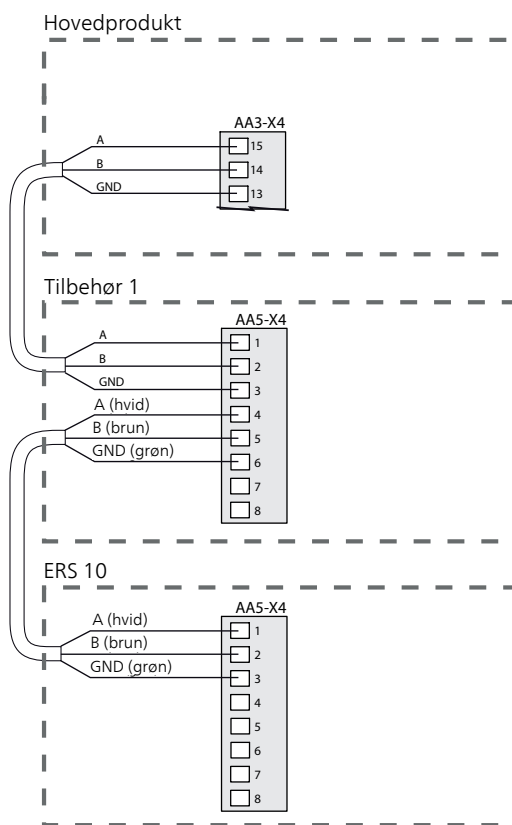 Hovedprodukt
AA3-X4
A 15
B 14
GND 13
Tilbehør 1
AA5-X4
A 1
B 2
GND 3
A (hvid) 4
B (brun) 5
GND (grøn) 6
7
8
ERS 10
AA5-X4
A (hvid) 1
B (brun) 2
GND (grøn) 3
4
5
6
7
8